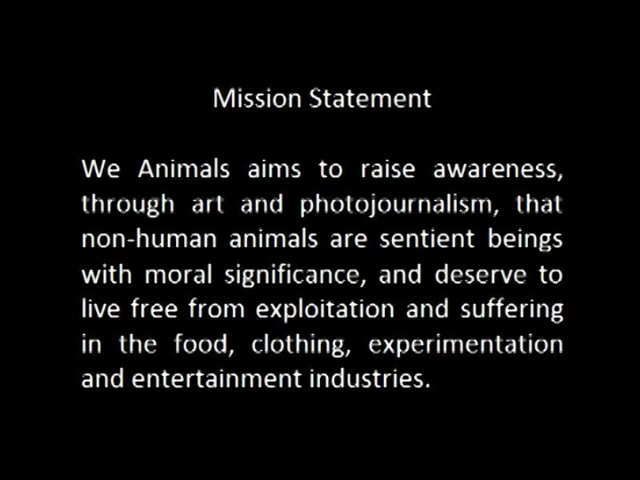 Mission Statement
We Animals aims to raise awareness,
through art and photojournalism, that
non-human animals are sentient beings
with moral significance, and deserve to
live free from exploitation and suffering
in the food, clothing, experimentation
and entertainment industries.